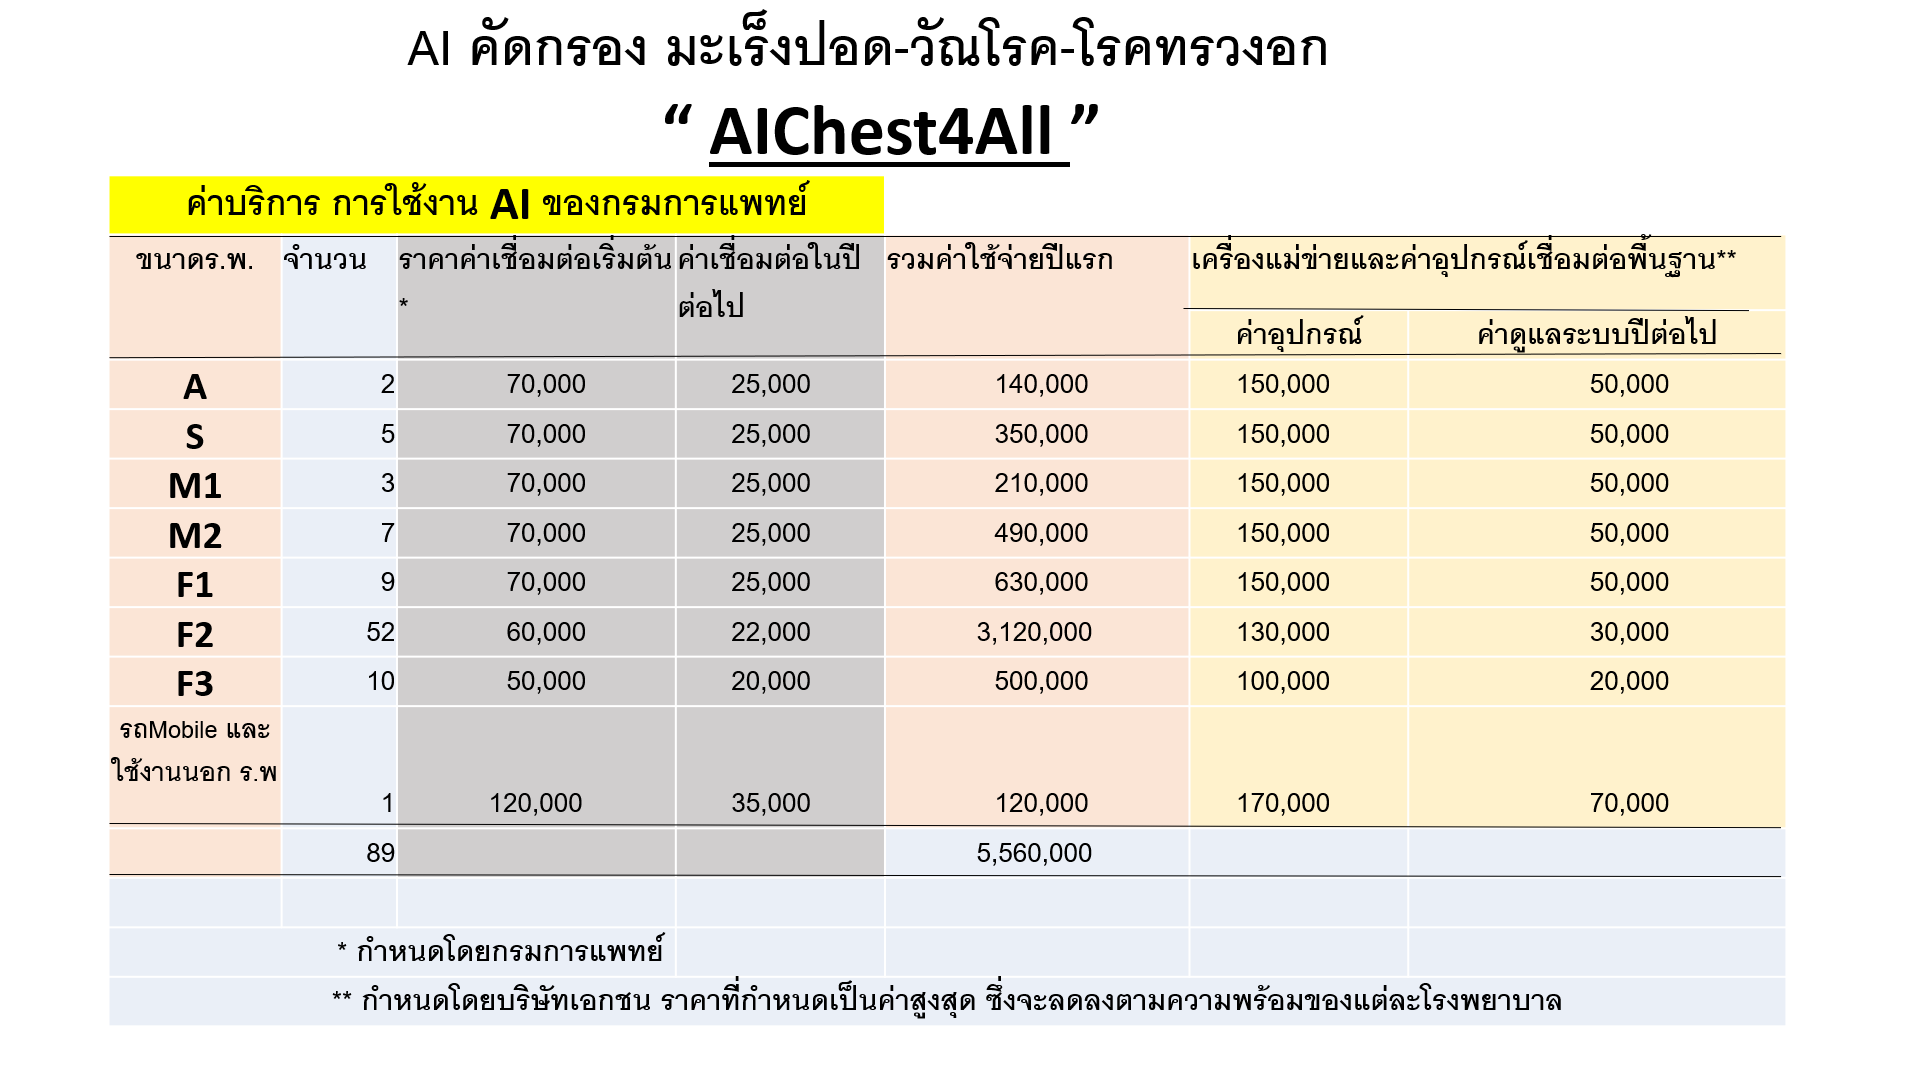 AI คัดกรอง มะเร็งปอด-วัณโรค-โรคทรวงอก
“ AIChest4All ”
ค่าบริการ การใช้งาน AI ของกรมการแพทย์
ขนาดร.พ. จำนวน ราคาค่าเชื่อมต่อเริ่มต้น ค่าเชื่อมต่อในปี รวมค่าใช้จ่ายปีแรก เครื่องแม่ข่ายและค่าอุปกรณ์เชื่อมต่อพื้นฐาน**
* ต่อไป
ค่าอุปกรณ์ ค่าดูแลระบบปีต่อไป
A 2 70,000 25,000 140,000 150,000 50,000
S 5 70,000 25,000 350,000 150,000 50,000
M1 3 70,000 25,000 210,000 150,000 50,000
M2 7 70,000 25,000 490,000 150,000 50,000
F1 9 70,000 25,000 630,000 150,000 50,000
F2 52 60,000 22,000 3,120,000 130,000 30,000
F3 10 50,000 20,000 500,000 100,000 20,000
รถMobile และ
ใช้งานนอก ร.พ
1 120,000 35,000 120,000 170,000 70,000
89 5,560,000
* กำหนดโดยกรมการแพทย์
** กำหนดโดยบริษัทเอกชน ราคาที่กำหนดเป็นค่าสูงสุด ซึ่งจะลดลงตามความพร้อมของแต่ละโรงพยาบาล